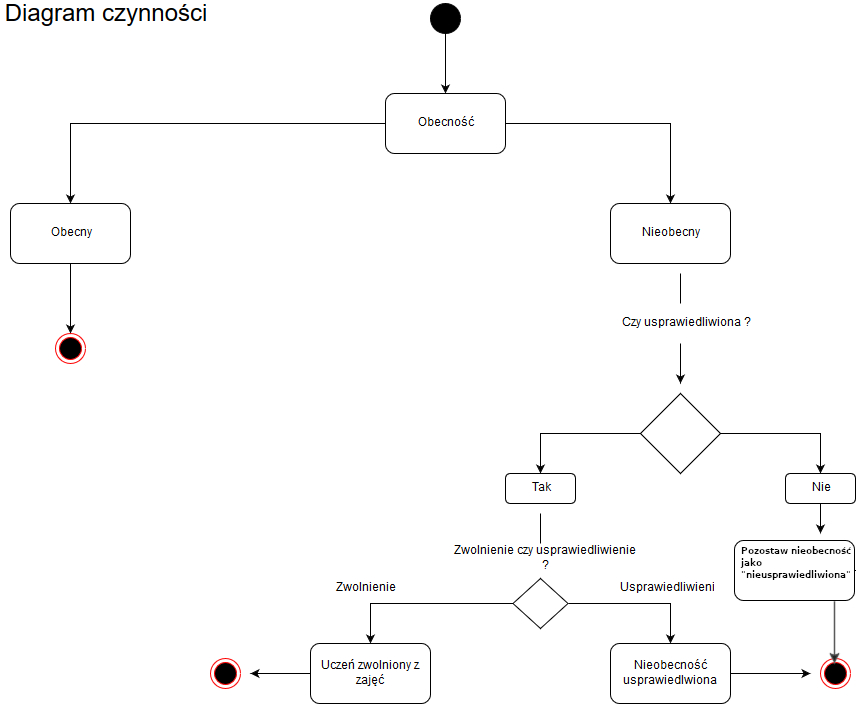 Diagram czynności
Obecność
Obecny
Nieobecny
Czy usprawiedliwiona ?
Tak
Nie
Zwolnienie czy usprawiedliwienie
?
Pozostaw nieobecność
jako
"nieusprawiedliwiona"
Zwolnienie
Usprawiedliwieni
Uczeń zwolniony z
zajęć
Nieobecność
usprawiedlwiona